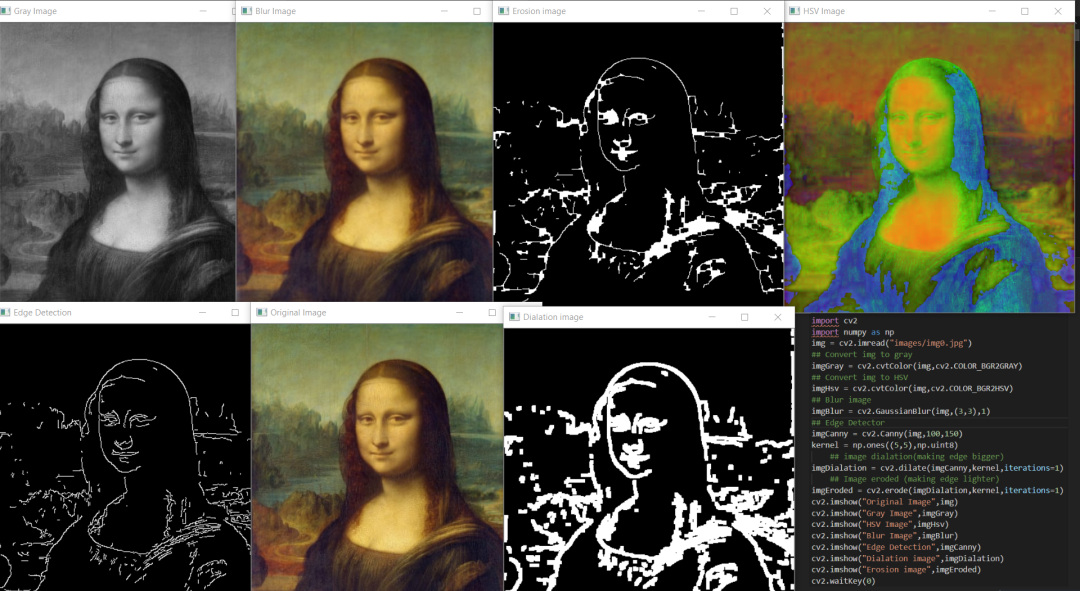 Gray Image
Blur Image
Erosion image
HSV Image
Edge Detection
Original Image
Dialation image
import cv2
import numpy as np
img = cv2.imread("images/img0.jpg")
## Convert img to gray
imgGray = cv2.cvtColor(img,cv2.COLOR_BGR2GRAY)
## Convert img to HSV
imgHsv = cv2.cvtColor(img,cv2.COLOR_BGR2HSV)
## Blur image
imgBlur = cv2.GaussianBlur(img,(3,3),1)
## Edge Detector
imgCanny = cv2.Canny(img,100,150)
kernel = np.ones((5,5),np.uint8)
## image dialation(making edge bigger)
imgDialation = cv2.dilate(imgCanny,kernel,iterations=1)
## Image eroded (making edge lighter)
imgEroded = cv2.erode(imgDialation,kernel,iterations=1)
cv2.imshow("Original Image",img)
cv2.imshow("Gray Image",imgGray)
cv2.imshow("HSV Image",imgHsv)
cv2.imshow("Blur Image",imgBlur)
cv2.imshow("Edge Detection",imgCanny)
cv2.imshow("Dialation image",imgDialation)
cv2.imshow("Erosion image",imgEroded)
cv2.waitKey(0)